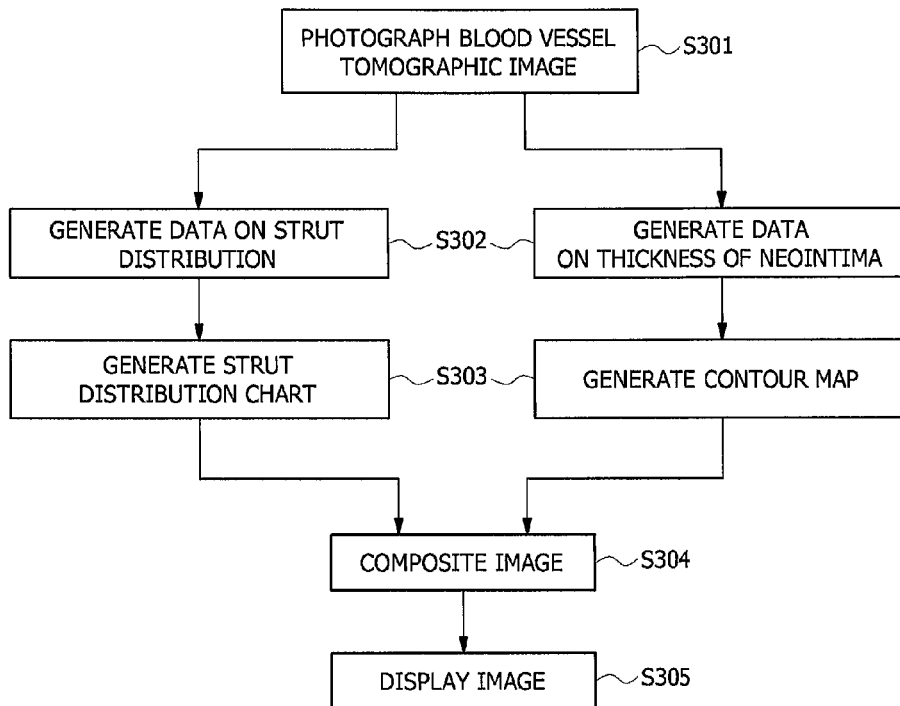 PHOTOGRAPH BLOOD VESSEL
TOMOGRAPHIC IMAGE
S301
GENERATE DATA ON STRUT
DISTRIBUTION
S302
GENERATE DATA
ON THICKNESS OF NEOINTIMA
GENERATE STRUT
DISTRIBUTION CHART
S303
GENERATE CONTOUR MAP
COMPOSITE IMAGE
S304
DISPLAY IMAGE
S305